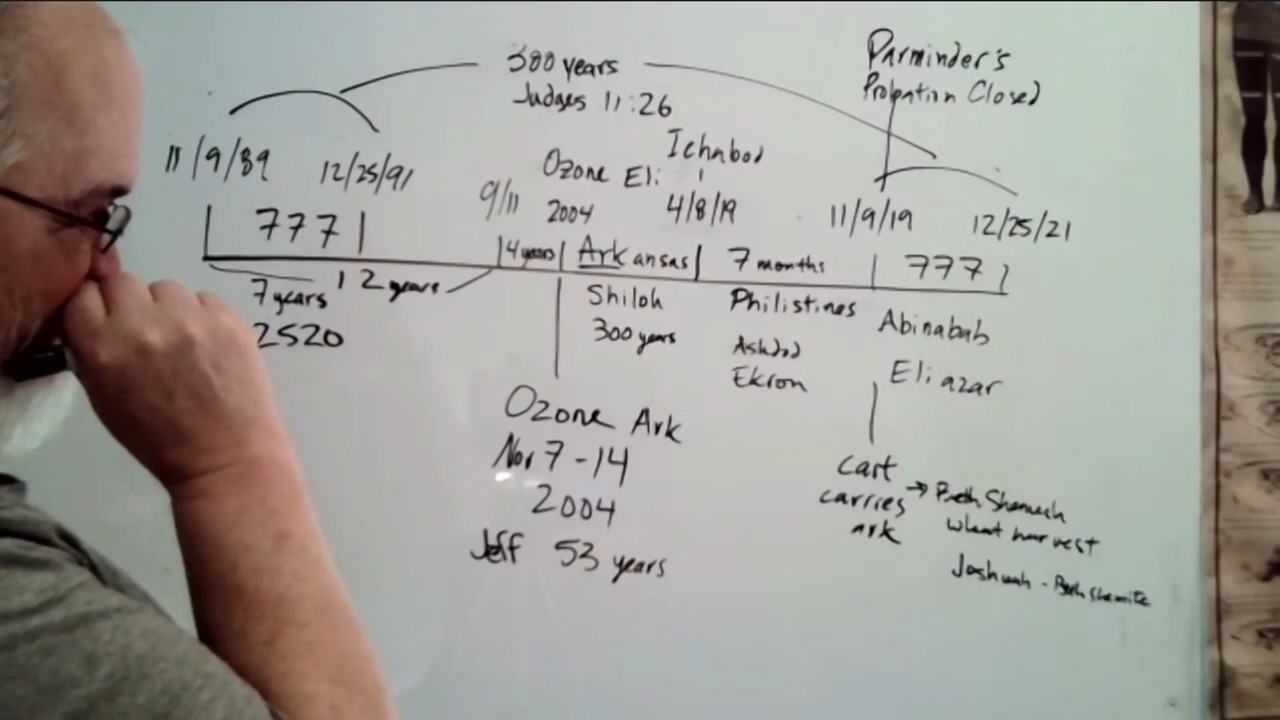 300 years
Judges 11:26
Parminder's
Probation Closed
Ichabod
11/9/89
12/25/91
9/11
Ozone Eli
2004
4/8/19
11/9/19
12/25/21
777
4 years
Arkansas
7 months
777
7 years
12 years
2520
Shiloh
300 years
Philistines
Ashdod
Ekron
Abinabab
Eliazar
Ozone Ark
Nov 7-14
2004
Jeff 53 years
cart
carries →
ark
Beth Shemesh
wheat harvest
Joshuah - Bethshemite